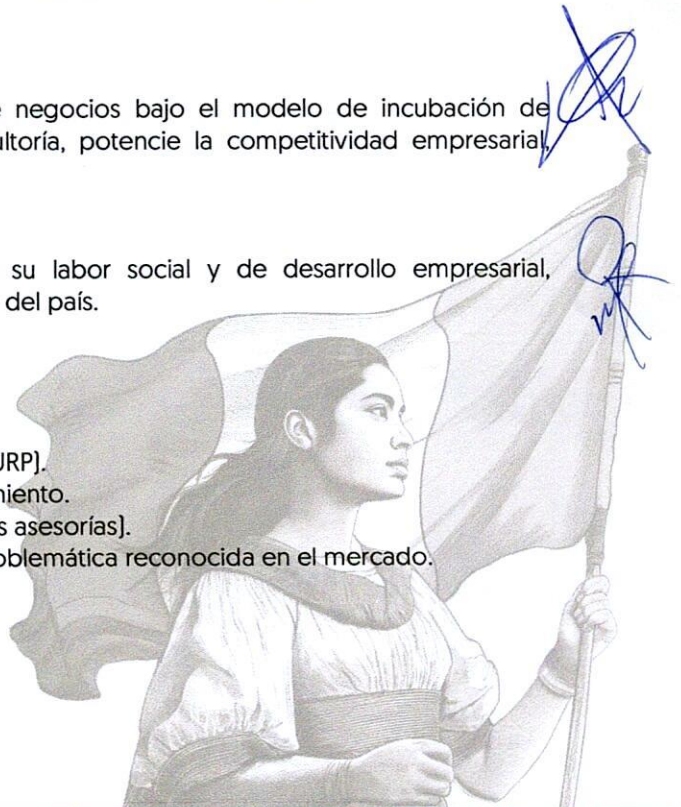 negocios bajo el modelo de incubación de
ultoría, potencie la competitividad empresarial,
su labor social y de desarrollo empresarial,
del país.
URP].
niento.
s asesorías].
oblemática reconocida en el mercado.